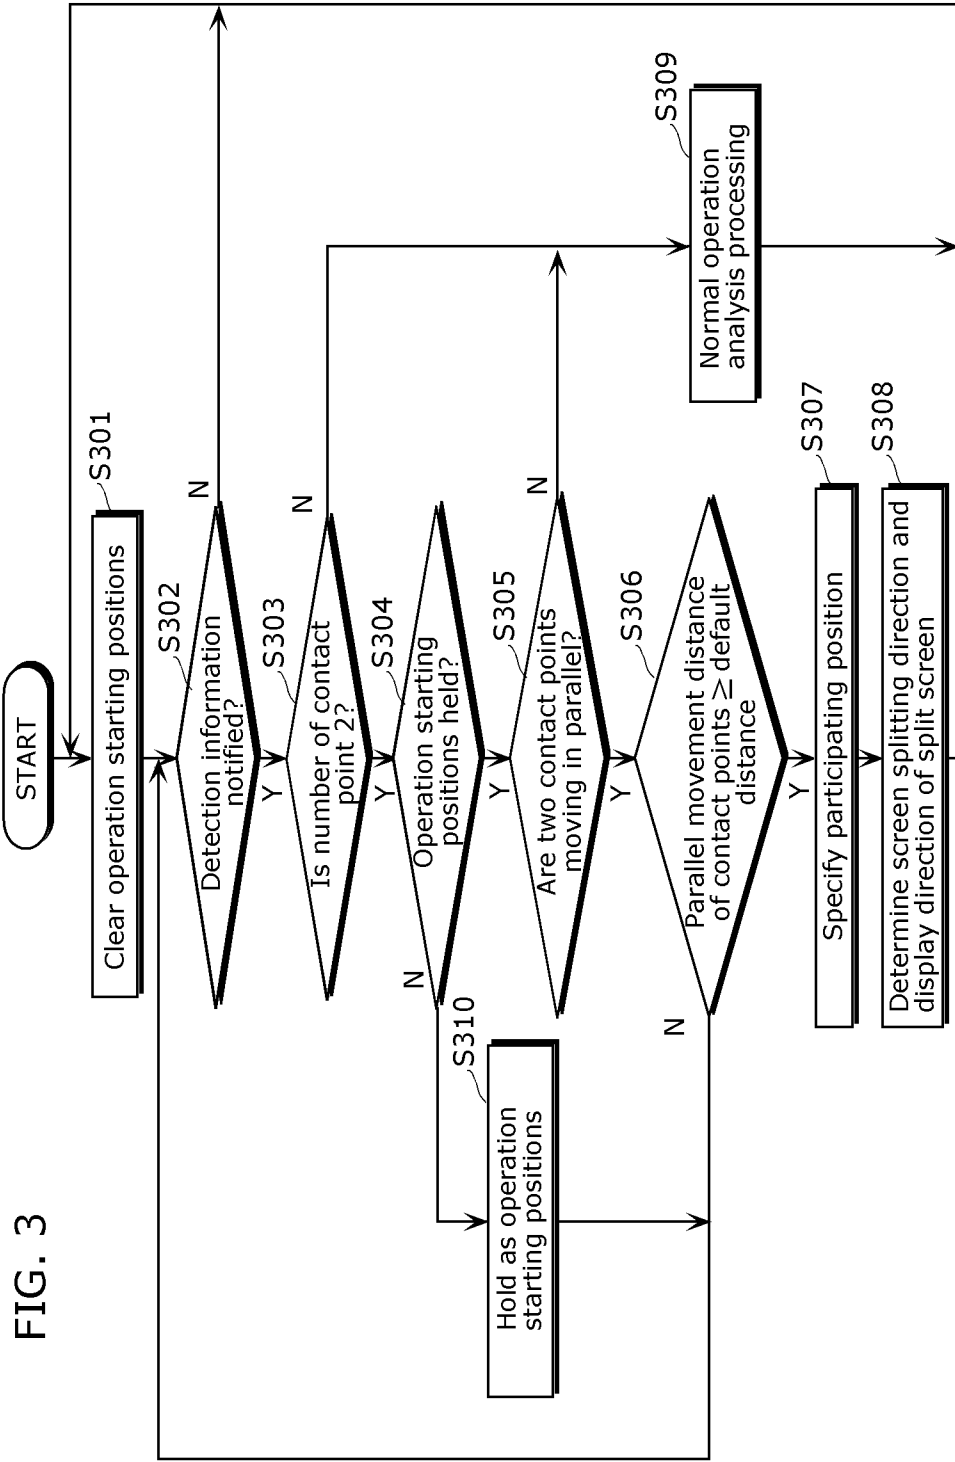 FIG. 3
START
S301
Clear operation starting positions
S302
Detection information
notified?
N
Y
S303
Is number of contact
point 2?
N
Y
S304
Operation starting
positions held?
N
Y
S310
Hold as operation
starting positions
S305
Are two contact points
moving in parallel?
N
Y
S306
Parallel movement distance
of contact points ≥ default
distance
N
Y
S309
Normal operation
analysis processing
S307
Specify participating position
S308
Determine screen splitting direction and
display direction of split screen